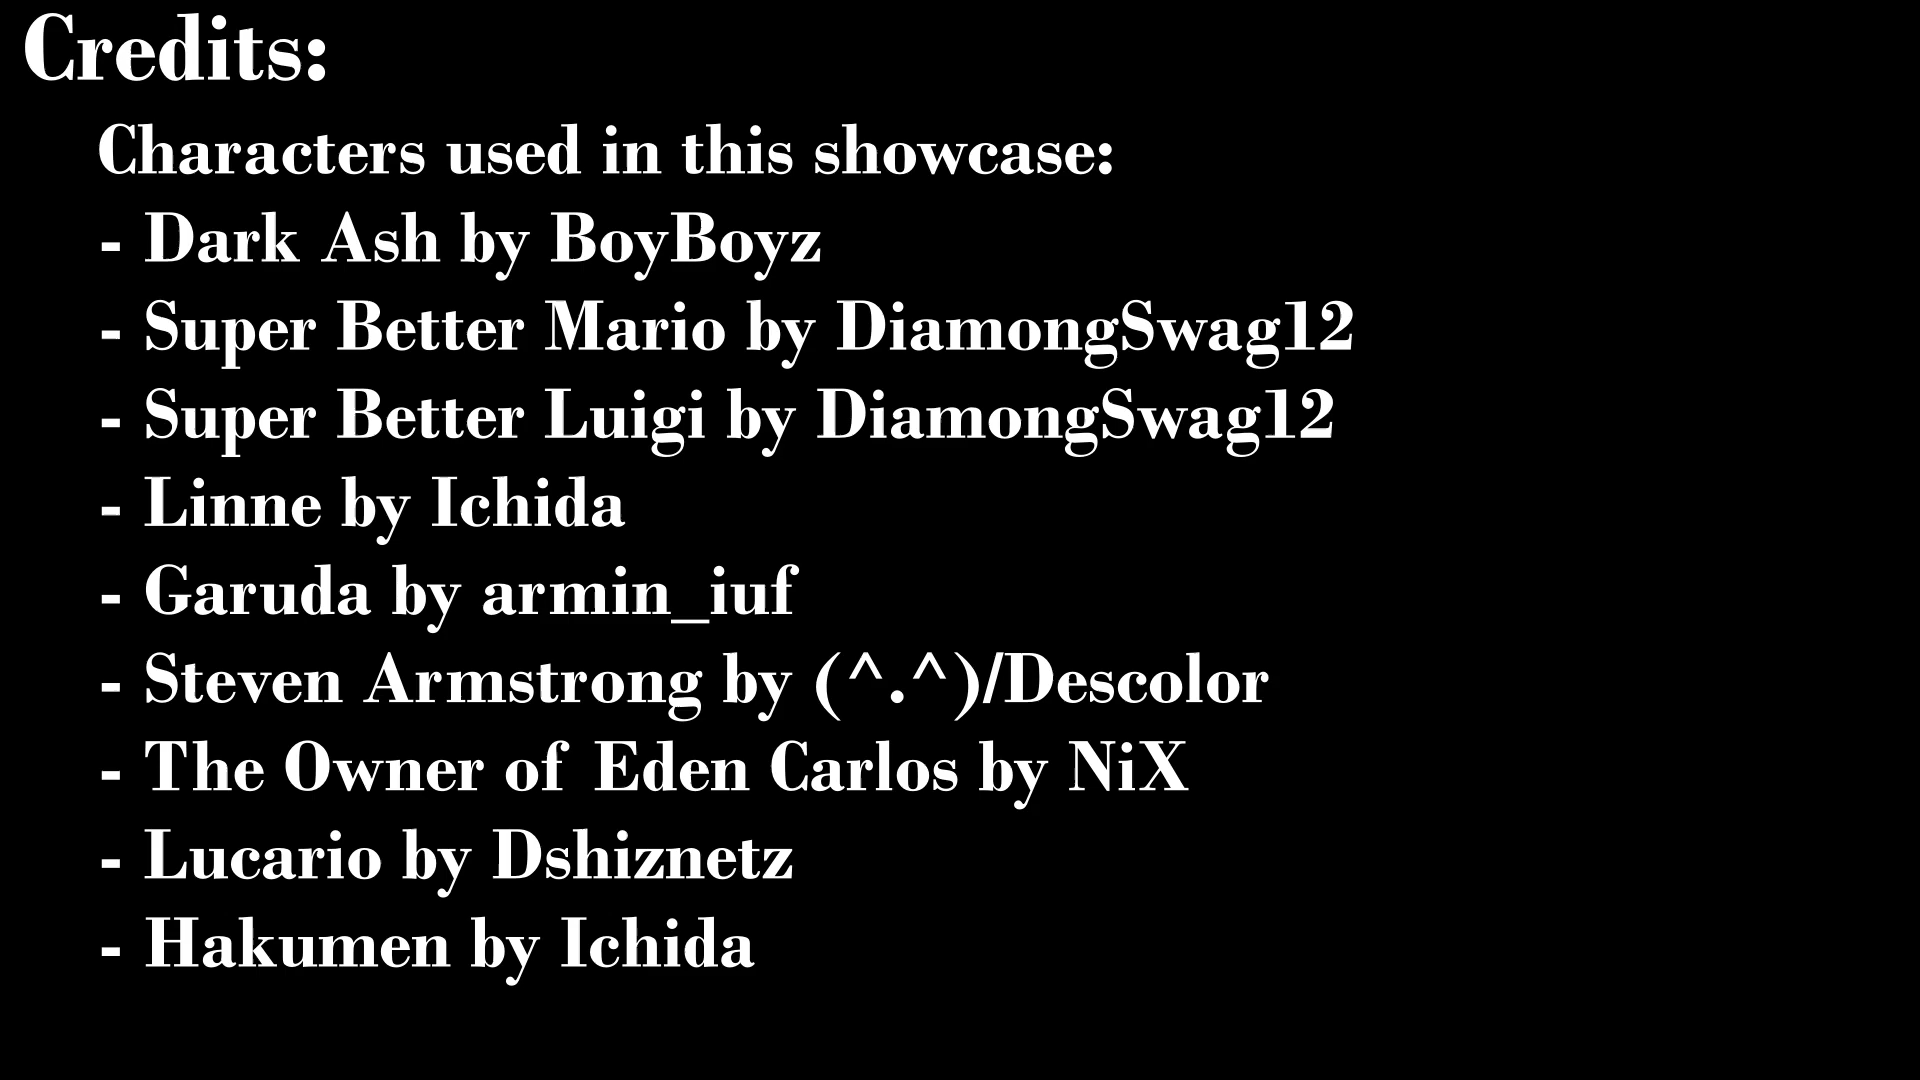 Credits:
Characters used in this showcase:
- Dark Ash by BoyBoyz
- Super Better Mario by DiamongSwag12
- Super Better Luigi by DiamongSwag12
- Linne by Ichida
- Garuda by armin_iuf
- Steven Armstrong by (^.^)/Descolor
- The Owner of Eden Carlos by NiX
- Lucario by Dshiznetz
- Hakumen by Ichida